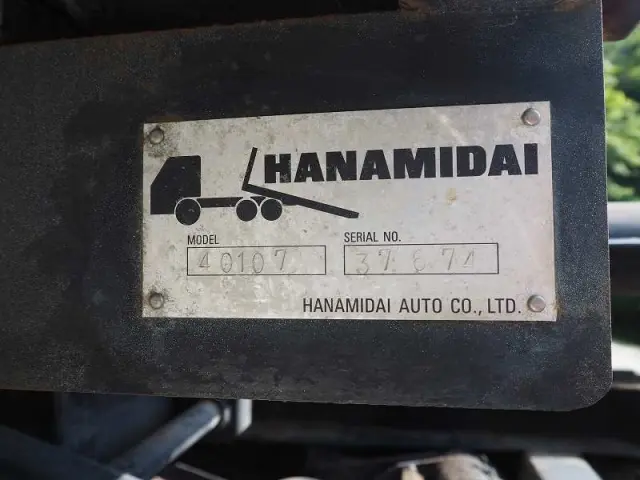 HANAMIDAI
MODEL SERIAL NO.
40107 37674
HANAMIDAI AUTO CO., LTD.